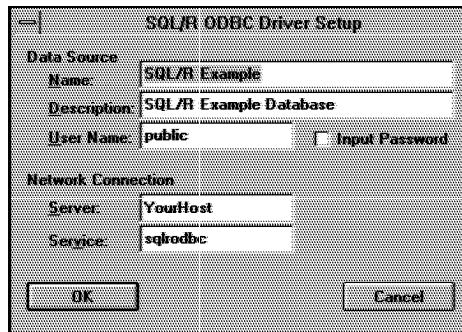 SQL/R ODBC Driver Setup
Data Source
Name: SQL/R Example
Description: SQL/R Example Database
User Name: public Input Password
Network Connection
Server: YourHost
Service: sqlrodbc
OK Cancel